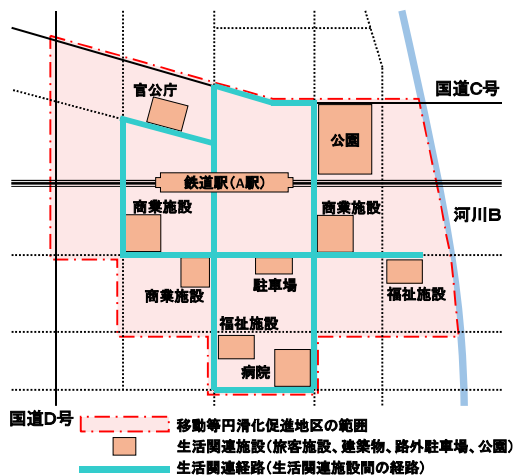 国道C号
官公庁
公園
鉄道駅(A駅)
商業施設
商業施設
河川B
商業施設
駐車場
福祉施設
福祉施設
病院
国道D号
移動等円滑化促進地区の範囲
生活関連施設(旅客施設、建築物、路外駐車場、公園)
生活関連経路(生活関連施設間の経路)